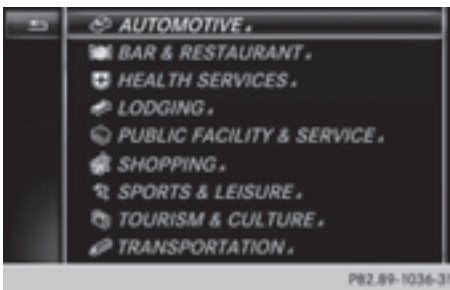 AUTOMOTIVE
BAR & RESTAURANT
HEALTH SERVICES
LODGING
PUBLIC FACILITY & SERVICE
SHOPPING
SPORTS & LEISURE
TOURISM & CULTURE
TRANSPORTATION
P82.89-1036-31